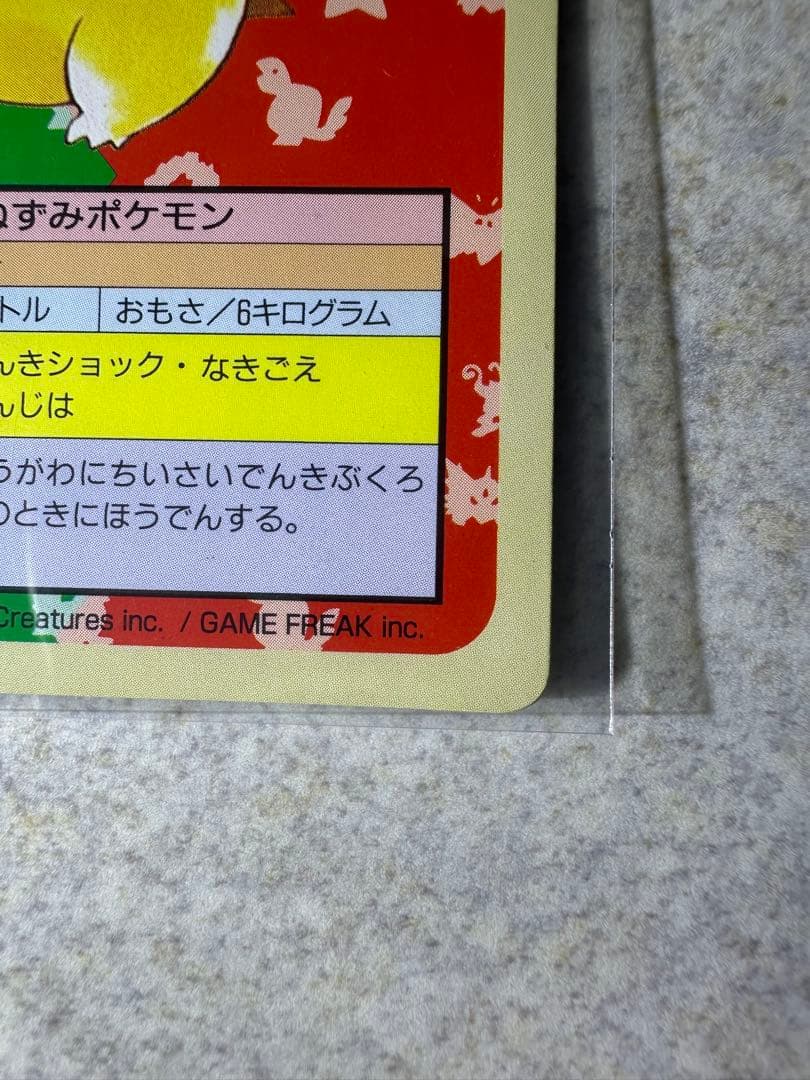 ねずみポケモン
トル
おもさ／6キログラム
んきショック・なきごえ
んじは
うがわにちいさいでんきぶくろ
のときにほうでんする。
Creatures inc. / GAME FREAK inc.